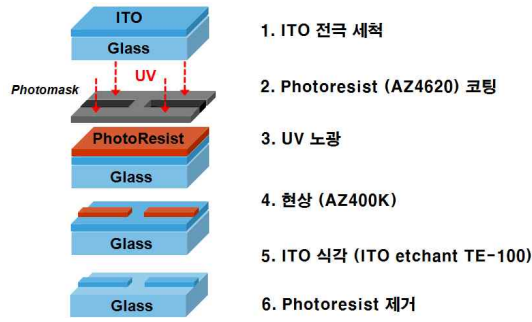 ITO
Glass
UV
Photomask
PhotoResist
Glass
Glass
Glass
1. ITO 전극 세척
2. Photoresist (AZ4620) 코팅
3. UV 노광
4. 현상 (AZ400K)
5. ITO 식각 (ITO etchant TE-100)
6. Photoresist 제거